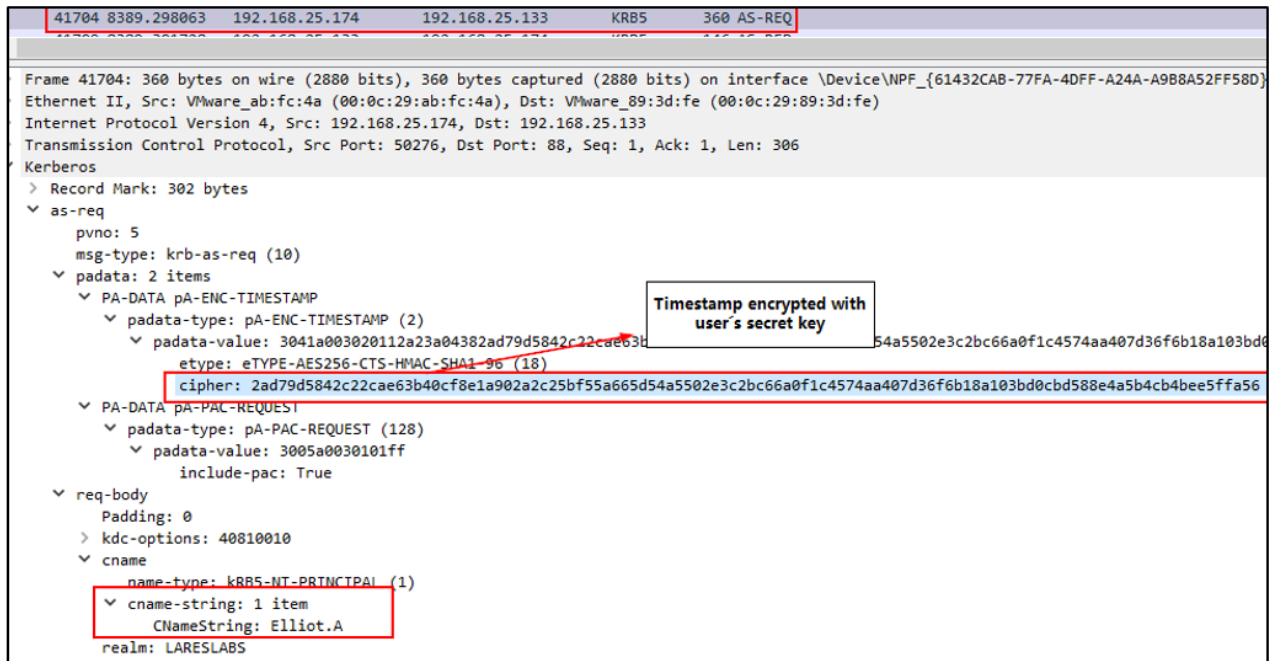 41704 8389.298063 192.168.25.174 192.168.25.133 KRB5 360 AS-REQ
Frame 41704: 360 bytes on wire (2880 bits), 360 bytes captured (2880 bits) on interface \Device\NPF_{61432CAB-77FA-4DFF-A24A-A9B8A52FF58D}
Ethernet II, Src: VMware_ab:fc:4a (00:0c:29:ab:fc:4a), Dst: VMware_89:3d:fe (00:0c:29:89:3d:fe)
Internet Protocol Version 4, Src: 192.168.25.174, Dst: 192.168.25.133
Transmission Control Protocol, Src Port: 50276, Dst Port: 88, Seq: 1, Ack: 1, Len: 306
Kerberos
> Record Mark: 302 bytes
as-req
pvno: 5
msg-type: krb-as-req (10)
padata: 2 items
PA-DATA pA-ENC-TIMESTAMP
Timestamp encrypted with
user´s secret key
padata-type: pA-ENC-TIMESTAMP (2)
padata-value: 3041a003020112a23a04382ad79d5842c22cae63b 54a5502e3c2bc66a0f1c4574aa407d36f6b18a103bd0
etype: eTYPE-AES256-CTS-HMAC-SHA1-96 (18)
cipher: 2ad79d5842c22cae63b40cf8e1a902a2c25bf55a665d54a5502e3c2bc66a0f1c4574aa407d36f6b18a103bd0cbd588e4a5b4cb4bee5ffa56
PA-DATA pA-PAC-REQUEST
padata-type: pA-PAC-REQUEST (128)
padata-value: 3005a0030101ff
include-pac: True
req-body
Padding: 0
> kdc-options: 40810010
cname
name-type: kRB5-NT-PRINCIPAL (1)
cname-string: 1 item
CNameString: Elliot.A
realm: LARESLABS